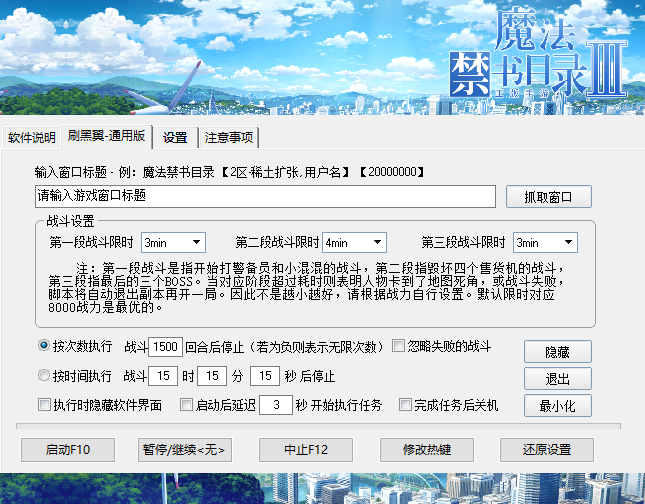 魔法
禁书目录III
正版手游
软件说明 刷黑翼-通用版 设置 注意事项
输入窗口标题 - 例: 魔法禁书目录 【2区-稀土扩张,用户名】【20000000】
请输入游戏窗口标题 抓取窗口
战斗设置
第一段战斗限时 3min 第二段战斗限时 4min 第三段战斗限时 3min
注：第一段战斗是指开始打警备员和小混混的战斗，第二段指毁坏四个售货机的战斗，
第三段指最后的三个BOSS。当对应阶段超过耗时则表明人物卡到了地图死角，或战斗失败，
脚本将自动退出副本再开一局。因此不是越小越好，请根据战力自行设置。默认限时对应
8000战力是最优的。
按次数执行 战斗 1500 回合后停止（若为负则表示无限次数） 忽略失败的战斗 隐藏
按时间执行 战斗 15 时 15 分 15 秒 后停止 退出
执行时隐藏软件界面 启动后延迟 3 秒 开始执行任务 完成任务后关机 最小化
启动F10 暂停/继续<无> 中止F12 修改热键 还原设置